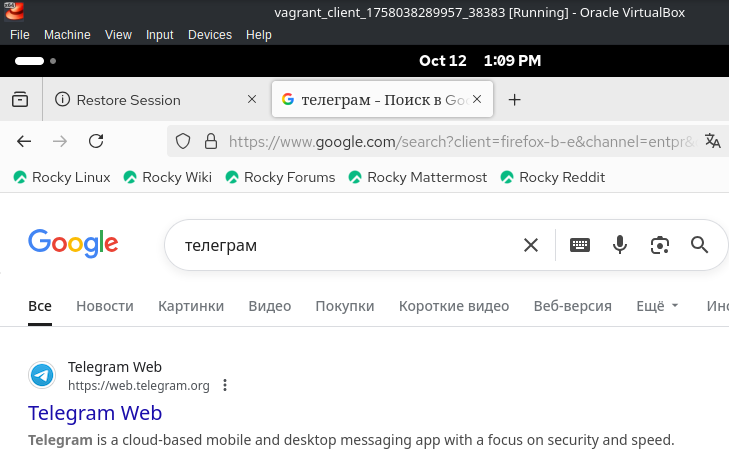 vagrant_client_1758038289957_38383 [Running] - Oracle VirtualBox
File Machine View Input Devices Help
Oct 12 1:09 PM
Restore Session
телеграм - Поиск в Goo
https://www.google.com/search?client=firefox-b-e&channel=entpr&
Rocky Linux Rocky Wiki Rocky Forums Rocky Mattermost Rocky Reddit
Google
телеграм
Все Новости Картинки Видео Покупки Короткие видео Веб-версия Ещё
Telegram Web
https://web.telegram.org
Telegram Web
Telegram is a cloud-based mobile and desktop messaging app with a focus on security and speed.